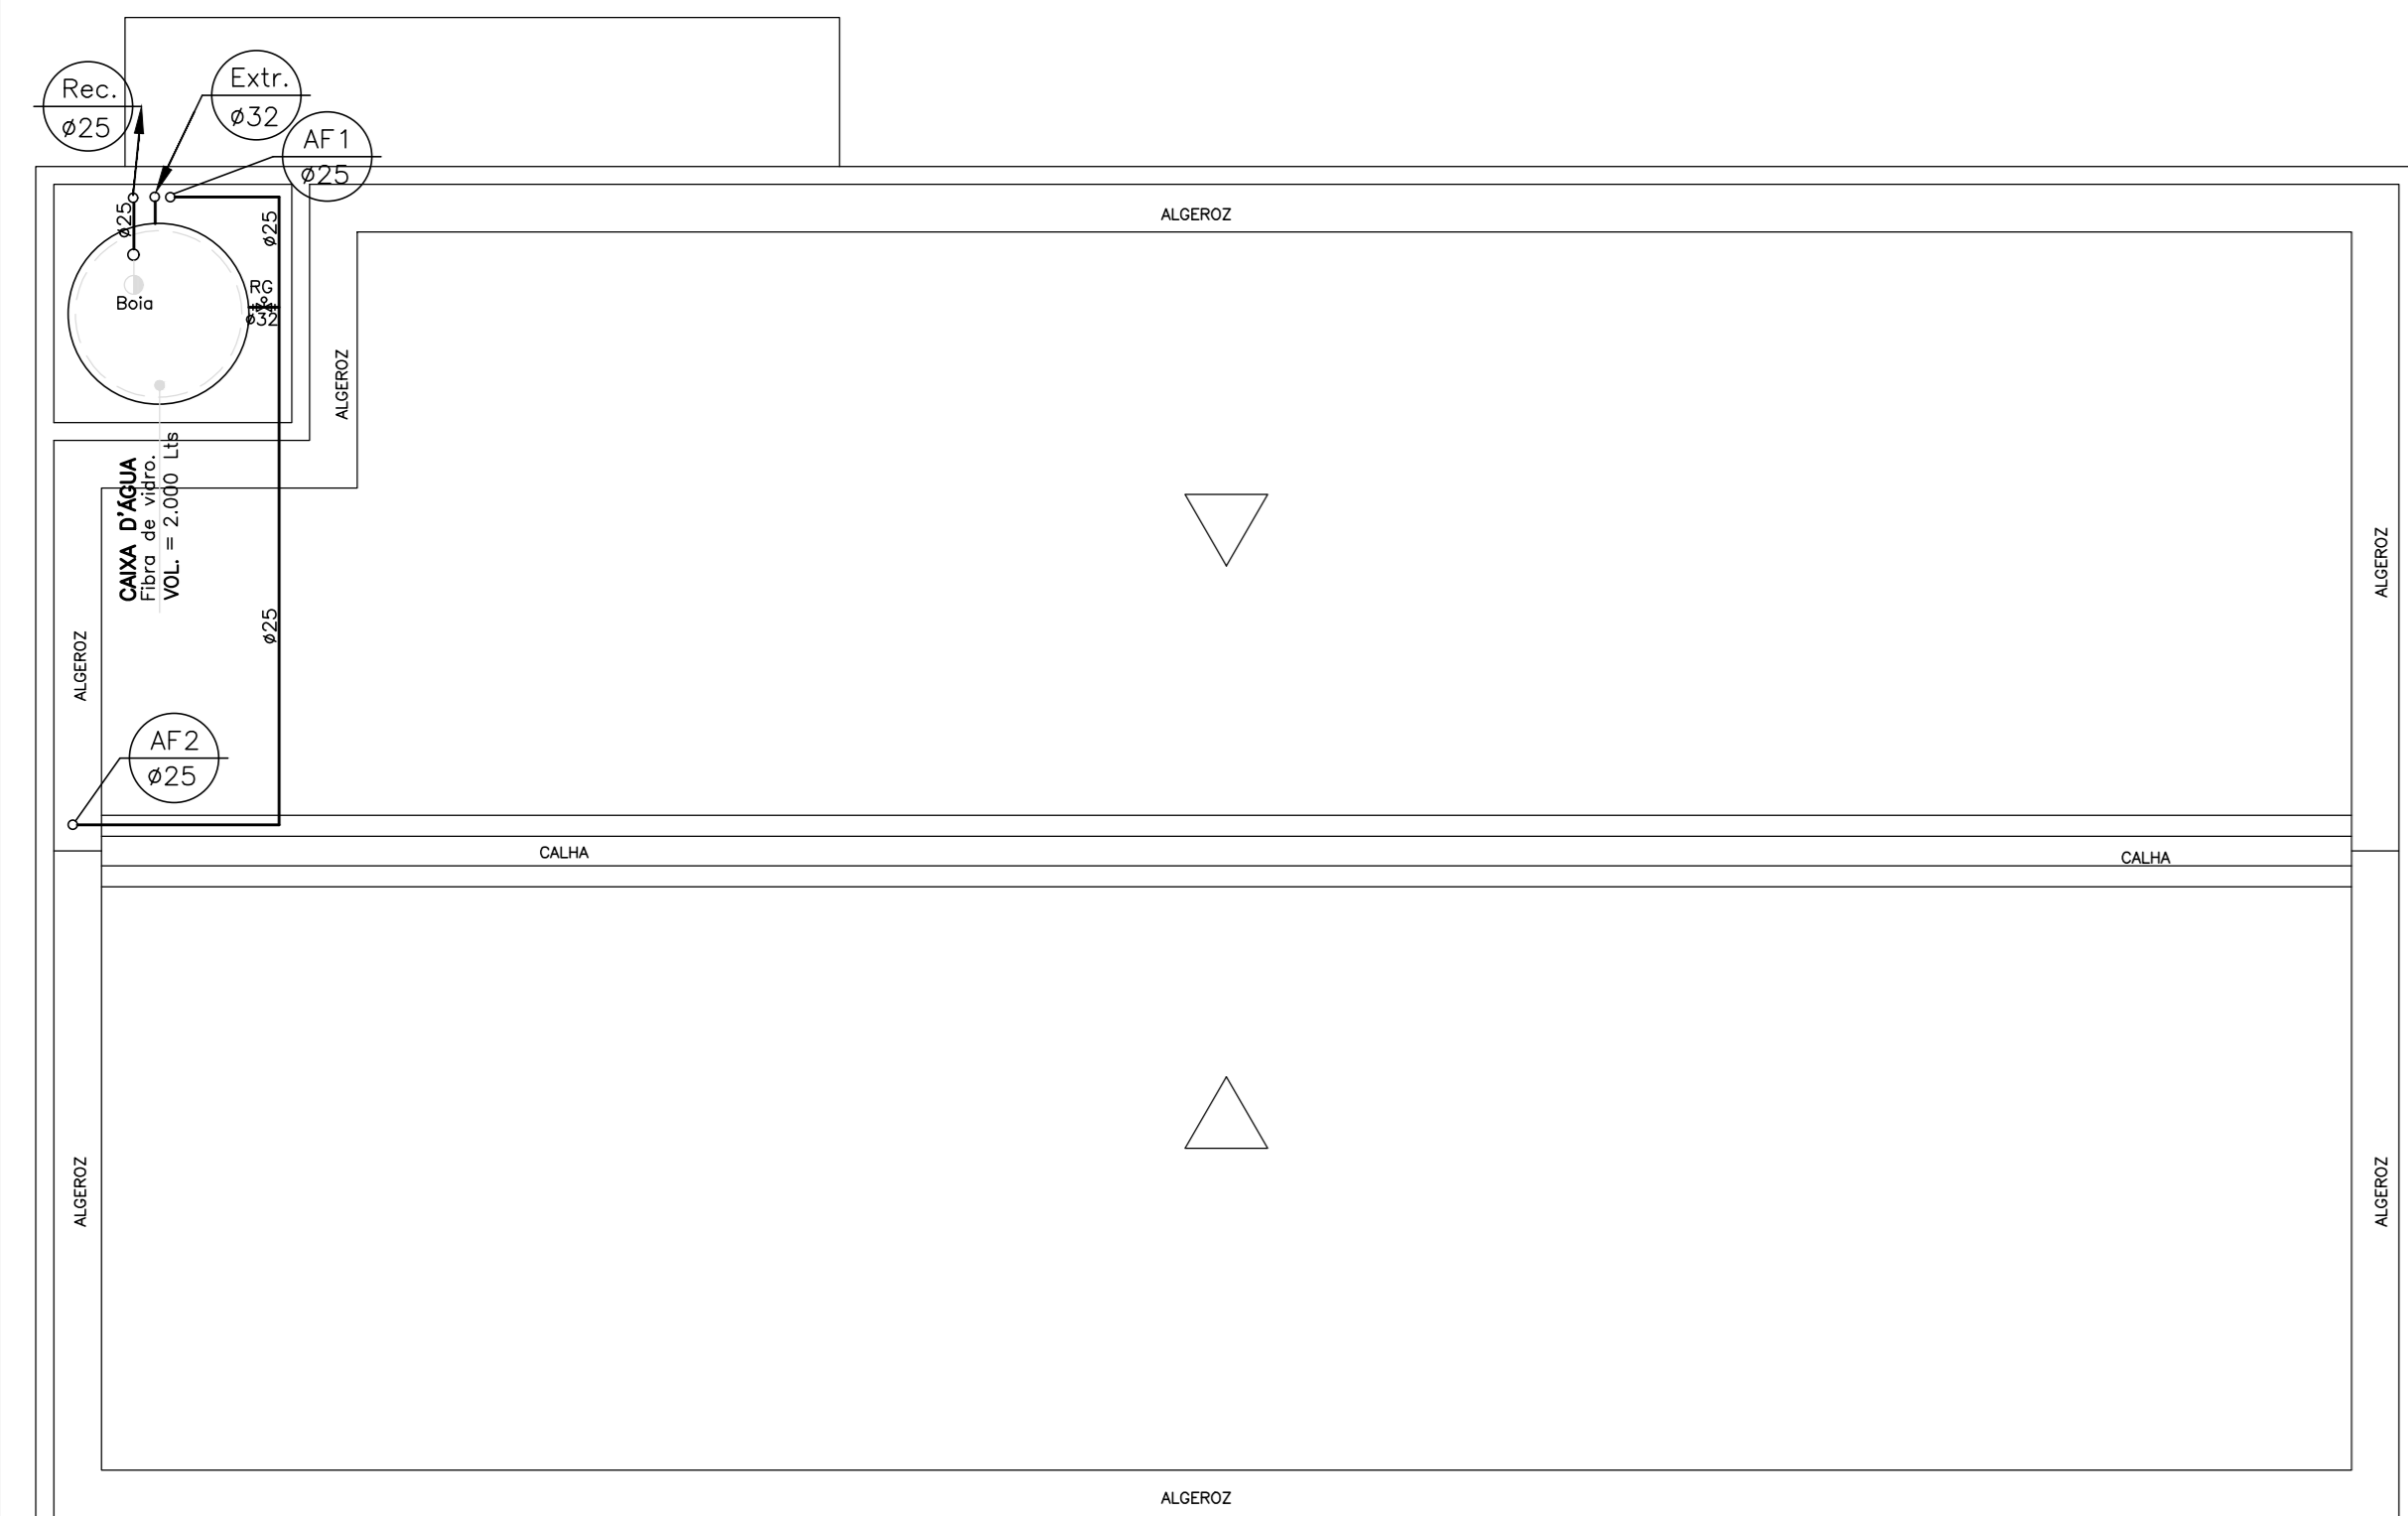 Rec.
ø25
Extr.
ø32
AF1
ø25
ALGEROZ
ø25
ø25
RG
ø32
Boia
ALGEROZ
CAIXA D'ÁGUA
Fibra de vidro.
VOL. = 2.000 Lts
ALGEROZ
ø25
ALGEROZ
AF2
ø25
CALHA
CALHA
ALGEROZ
ALGEROZ
ALGEROZ